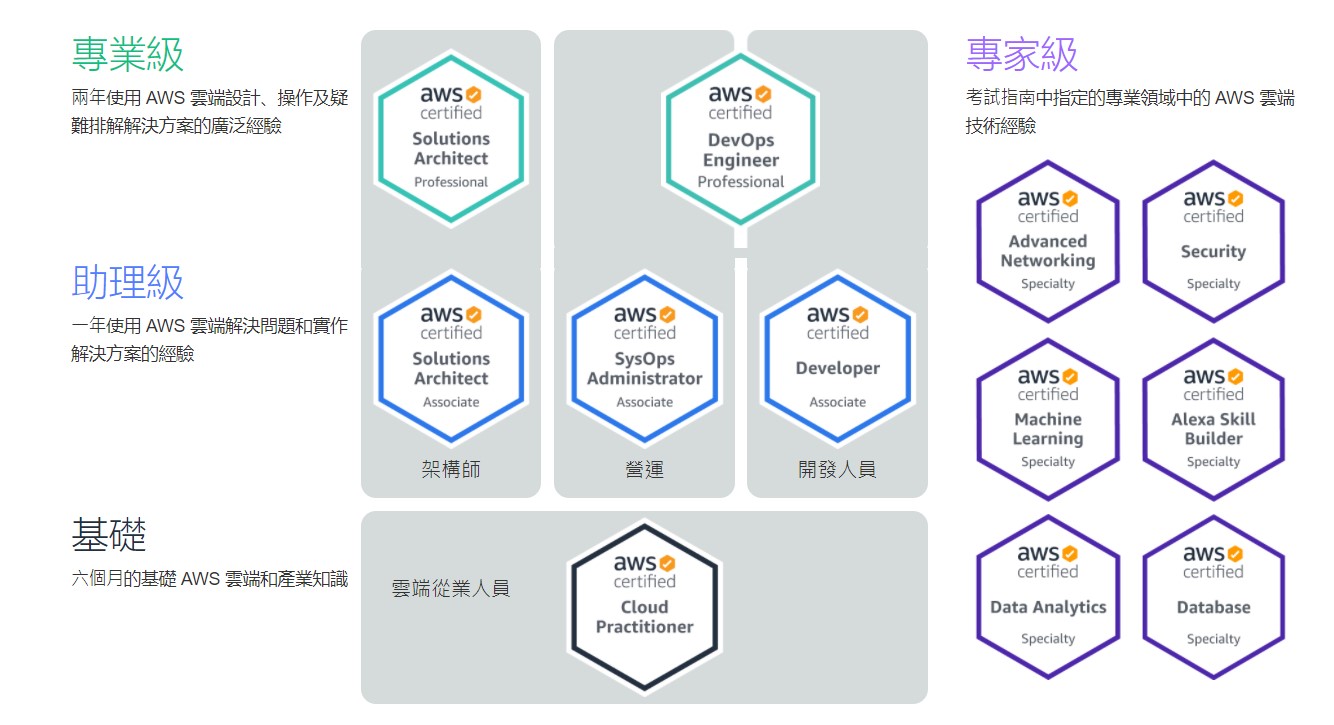 專業級
兩年使用 AWS 雲端設計、操作及疑
難排解解決方案的廣泛經驗
aws
certified
Solutions
Architect
Professional
aws
certified
DevOps
Engineer
Professional
助理級
一年使用 AWS 雲端解決問題和實作
解決方案的經驗
aws
certified
Solutions
Architect
Associate
架構師
aws
certified
SysOps
Administrator
Associate
營運
aws
certified
Developer
Associate
開發人員
基礎
六個月的基礎 AWS 雲端和產業知識
雲端從業人員
aws
certified
Cloud
Practitioner
專家級
考試指南中指定的專業領域中的 AWS 雲端
技術經驗
aws
certified
Advanced
Networking
Specialty
aws
certified
Security
Specialty
aws
certified
Machine
Learning
Specialty
aws
certified
Alexa Skill
Builder
Specialty
aws
certified
Data Analytics
Specialty
aws
certified
Database
Specialty